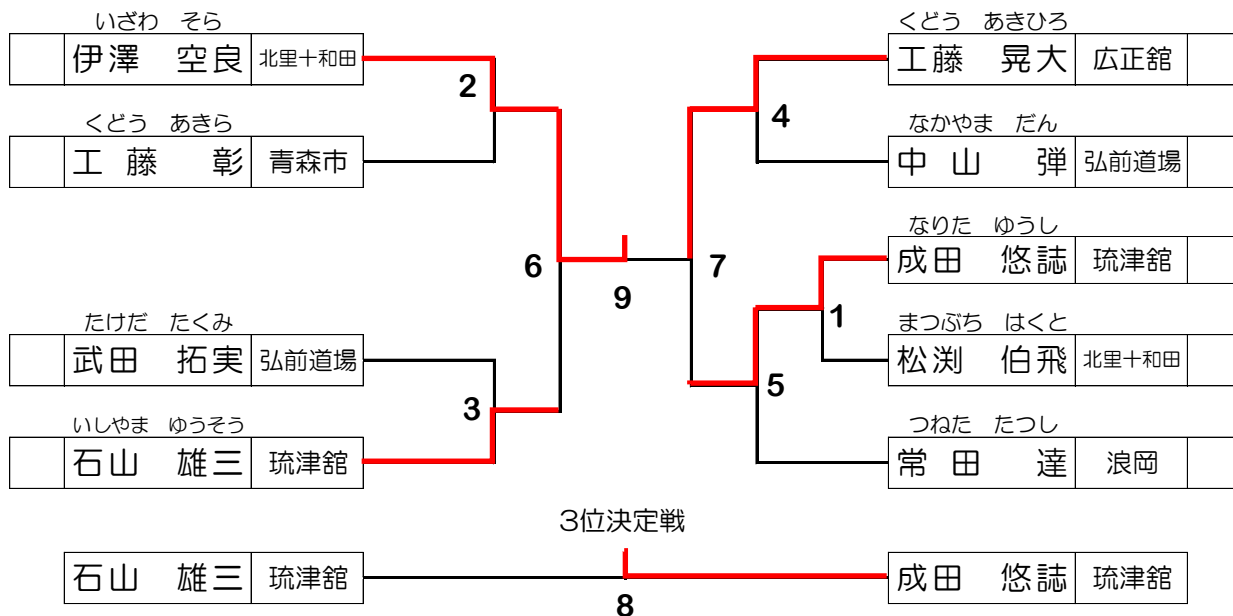 いざわ そら
伊澤 空良 北里十和田
2
くどう あきら
工藤 彰 青森市
6
たけだ たくみ
武田 拓実 弘前道場
3
いしやま ゆうそう
石山 雄三 琉津舘
9
くどう あきひろ
工藤 晃大 広正舘
4
なかやま だん
中山 弾 弘前道場
7
なりた ゆうし
成田 悠誌 琉津舘
1
まつぶち はくと
松渕 伯飛 北里十和田
5
つねた たつし
常田 達 浪岡
3位決定戦
石山 雄三 琉津舘
8
成田 悠誌 琉津舘